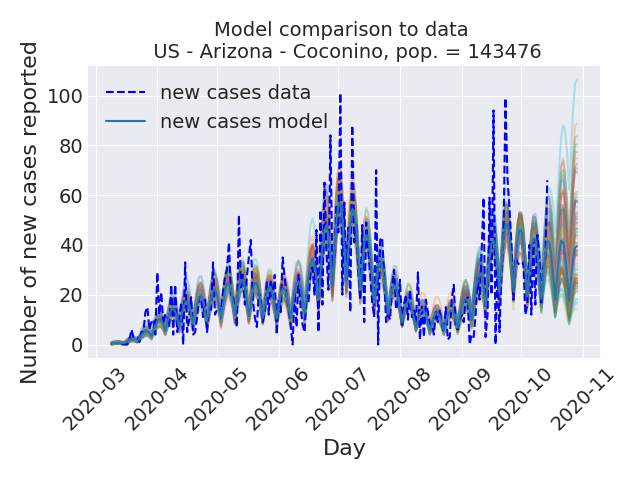 Model comparison to data
US - Arizona - Coconino, pop. = 143476
Number of new cases reported
100
80
60
40
20
0
new cases data
new cases model
2020-03
2020-04
2020-05
2020-06
2020-07
2020-08
2020-09
2020-10
2020-11
Day